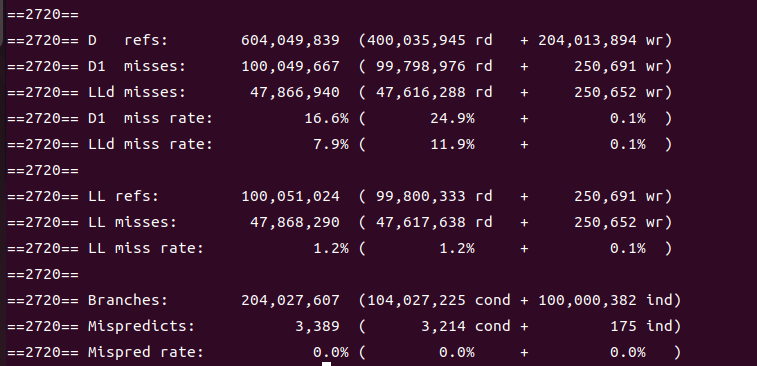 ==2720==
==2720== D   refs:       604,049,839  (400,035,945 rd   + 204,013,894 wr)
==2720== D1  misses:     100,049,667  ( 99,798,976 rd   +     250,691 wr)
==2720== LLd misses:      47,866,940  ( 47,616,288 rd   +     250,652 wr)
==2720== D1  miss rate:         16.6% (       24.9%     +         0.1%  )
==2720== LLd miss rate:          7.9% (       11.9%     +         0.1%  )
==2720==
==2720== LL refs:        100,051,024  ( 99,800,333 rd   +     250,691 wr)
==2720== LL misses:       47,868,290  ( 47,617,638 rd   +     250,652 wr)
==2720== LL miss rate:           1.2% (        1.2%     +         0.1%  )
==2720==
==2720== Branches:       204,027,607  (104,027,225 cond + 100,000,382 ind)
==2720== Mispredicts:          3,389  (      3,214 cond +         175 ind)
==2720== Mispred rate:           0.0% (        0.0%     +         0.0%   )